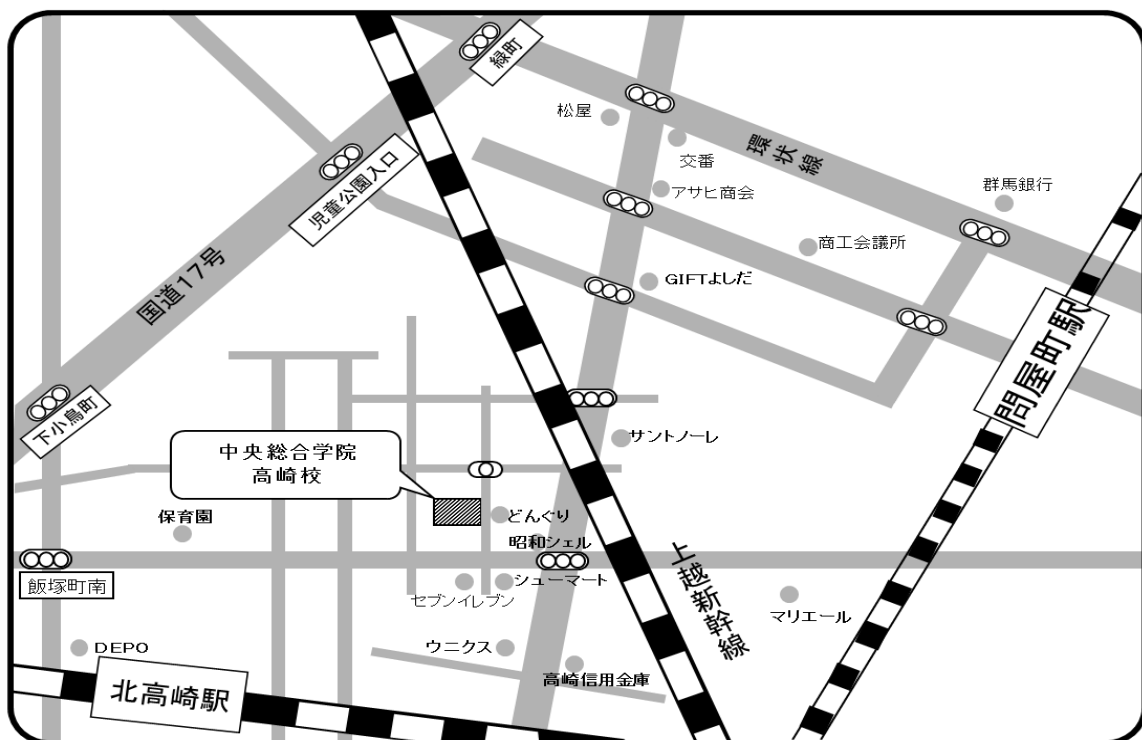 緑町
松屋
交番
環状線
児童公園入口
アサヒ商会
群馬銀行
商工会議所
国道17号
GIFTよしだ
問屋町駅
下小鳥町
サントノーレ
中央総合学院
高崎校
保育園
どんぐり
昭和シェル
飯塚町南
シューマート
セブンイレブン
上越新幹線
マリエール
DEPO
ウニクス
高崎信用金庫
北高崎駅